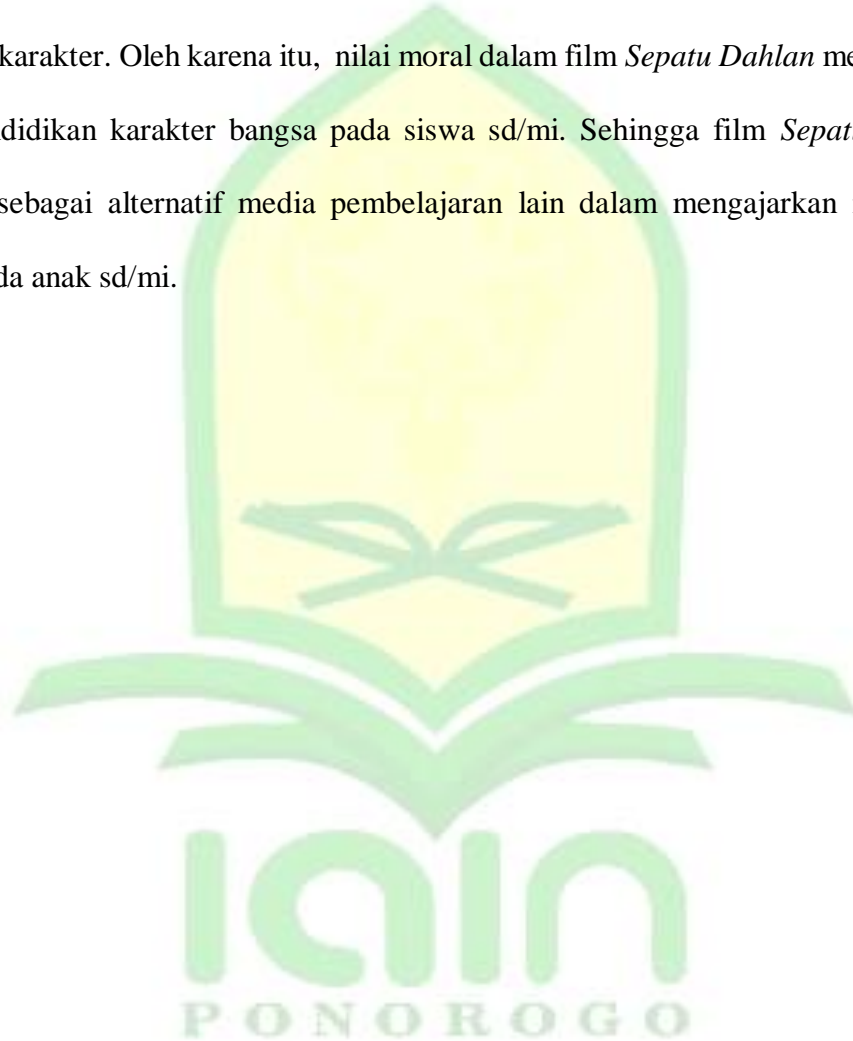 karakter. Oleh karena itu, nilai moral dalam film Sepatu Dahlan me
didikan karakter bangsa pada siswa sd/mi. Sehingga film Sepat
sebagai alternatif media pembelajaran lain dalam mengajarkan
da anak sd/mi.
iain
PONOROGO